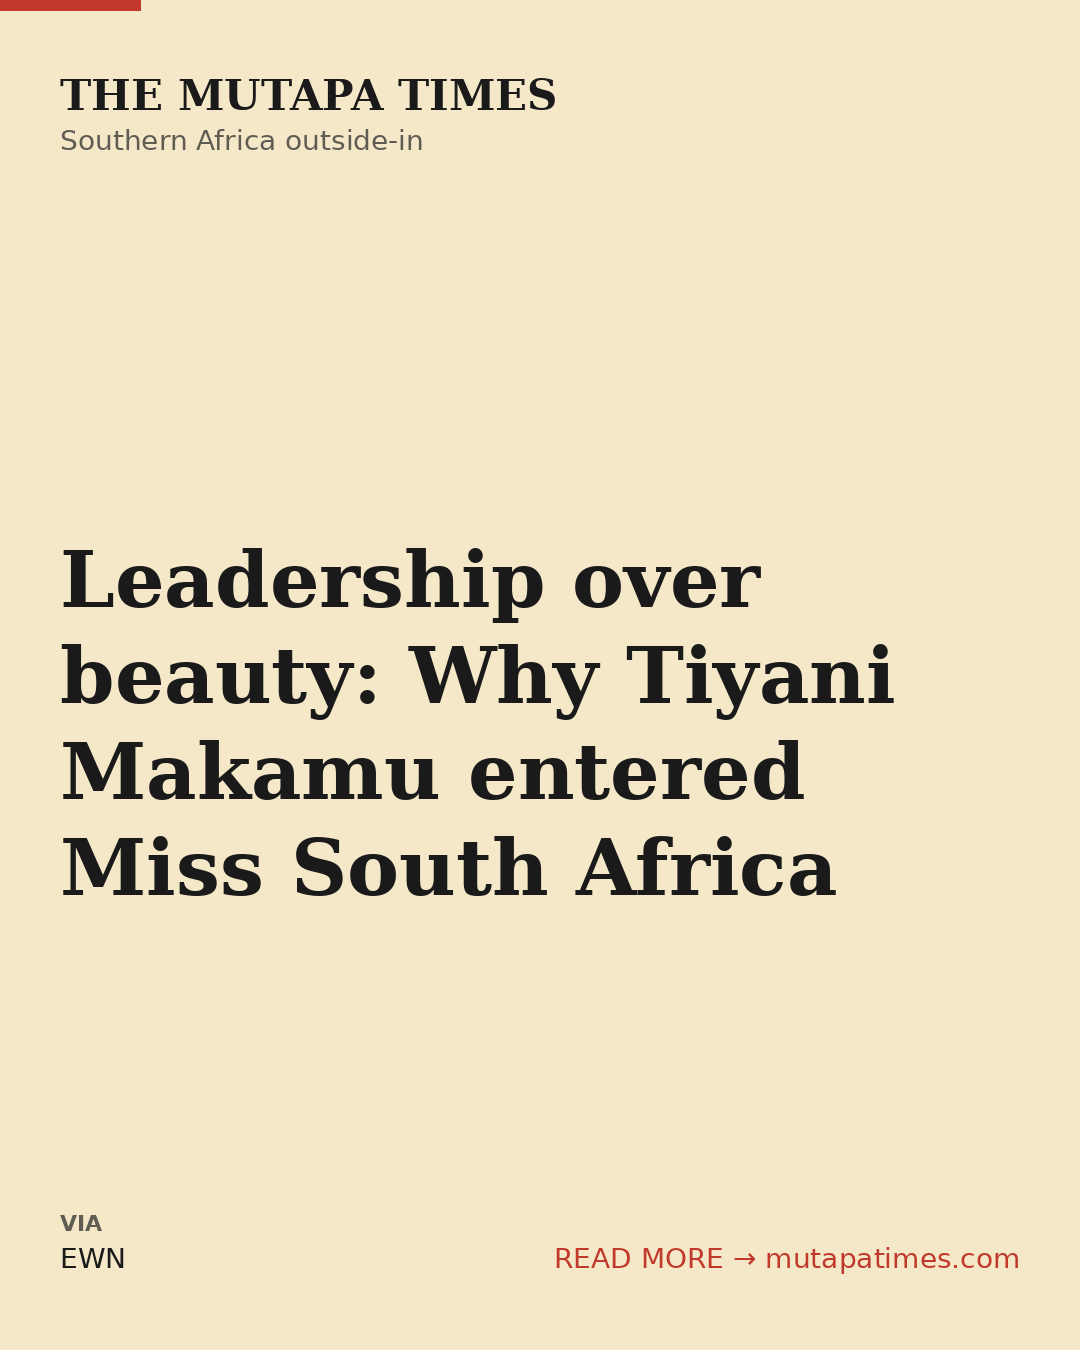 THE MUTAPA TIMES
Southern Africa outside-in
Leadership over
beauty: Why Tiyani
Makamu entered
Miss South Africa
VIA
EWN
READ MORE → mutapatimes.com